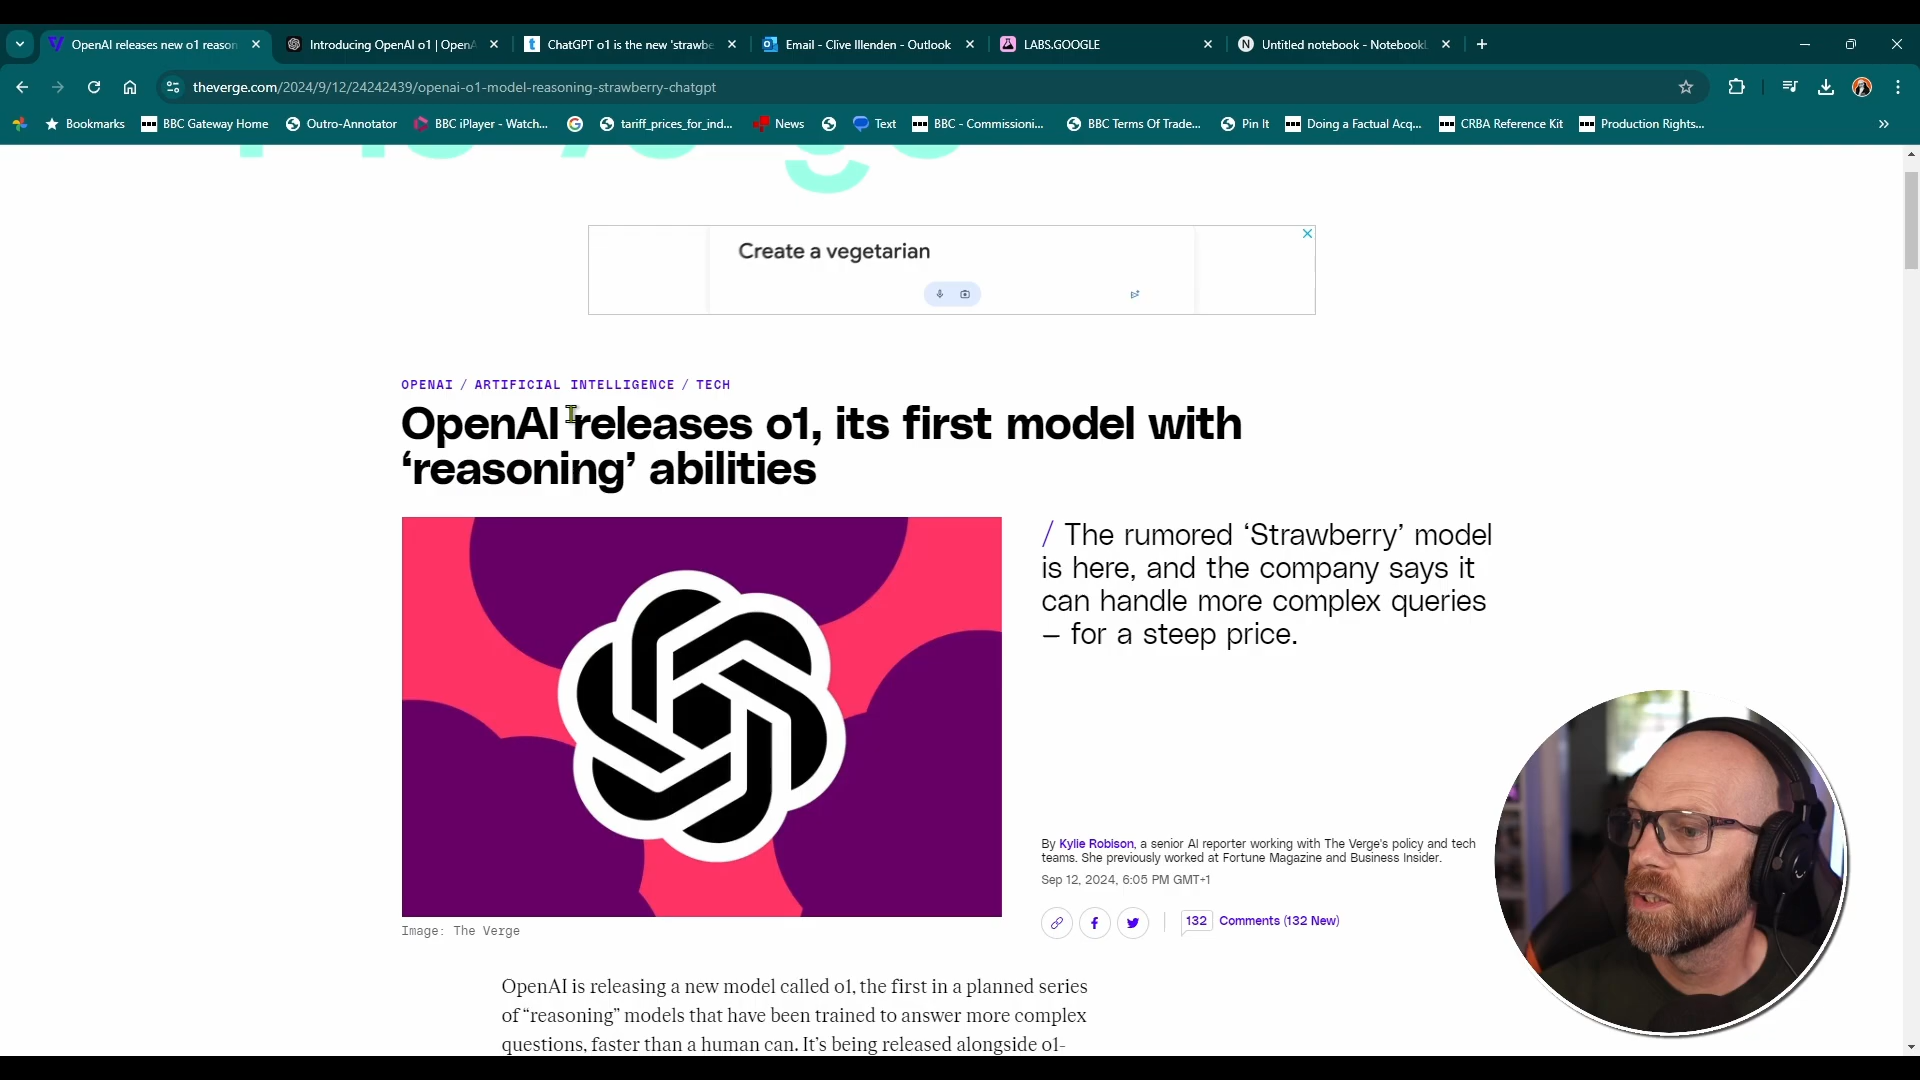 OpenAI releases new o1 reason
Introducing OpenAI o1 | OpenA
ChatGPT o1 is the new 'strawbe
Email - Clive Illenden - Outlook
LABS.GOOGLE
Untitled notebook - NotebookL
theverge.com/2024/9/12/24242439/openai-o1-model-reasoning-strawberry-chatgpt
Bookmarks
BBC Gateway Home
Outro-Annotator
BBC iPlayer - Watch...
tariff_prices_for_ind...
News
Text
BBC - Commissioni...
BBC Terms Of Trade...
Pin It
Doing a Factual Acq...
CRBA Reference Kit
Production Rights...
Create a vegetarian
OPENAI / ARTIFICIAL INTELLIGENCE / TECH
OpenAI releases o1, its first model with
‘reasoning’ abilities
/ The rumored ‘Strawberry’ model
is here, and the company says it
can handle more complex queries
— for a steep price.
By Kylie Robison, a senior AI reporter working with The Verge's policy and tech
teams. She previously worked at Fortune Magazine and Business Insider.
Sep 12, 2024, 6:05 PM GMT+1
132
Comments (132 New)
Image: The Verge
OpenAI is releasing a new model called o1, the first in a planned series
of “reasoning” models that have been trained to answer more complex
questions, faster than a human can. It’s being released alongside o1-